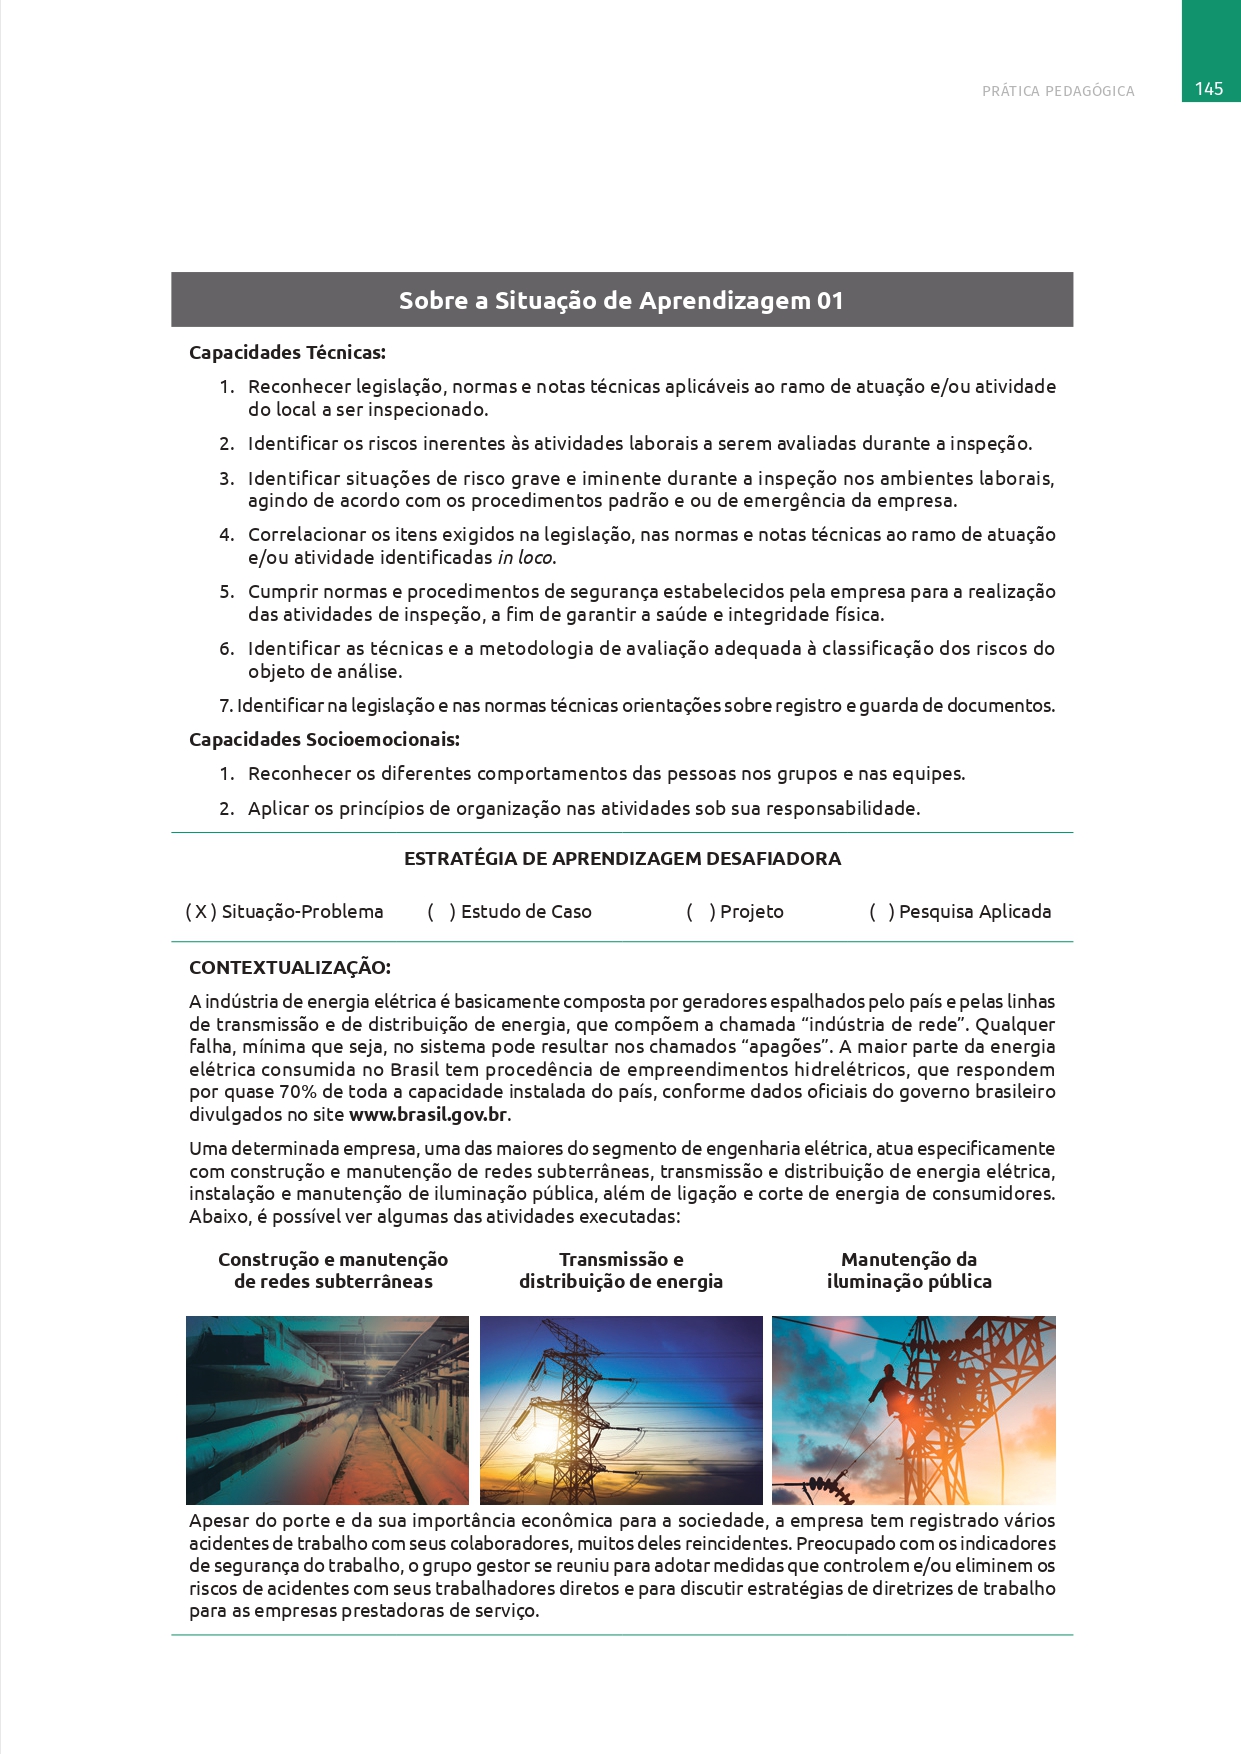 PRÁTICA PEDAGÓGICA
145
Sobre a Situação de Aprendizagem 01
Capacidades Técnicas:
1. Reconhecer legislação, normas e notas técnicas aplicáveis ao ramo de atuação e/ou atividade
do local a ser inspecionado.
2. Identificar os riscos inerentes às atividades laborais a serem avaliadas durante a inspeção.
3. Identificar situações de risco grave e iminente durante a inspeção nos ambientes laborais,
agindo de acordo com os procedimentos padrão e ou de emergência da empresa.
4. Correlacionar os itens exigidos na legislação, nas normas e notas técnicas ao ramo de atuação
e/ou atividade identificadas in loco.
5. Cumprir normas e procedimentos de segurança estabelecidos pela empresa para a realização
das atividades de inspeção, a fim de garantir a saúde e integridade física.
6. Identificar as técnicas e a metodologia de avaliação adequada à classificação dos riscos do
objeto de análise.
7. Identificar na legislação e nas normas técnicas orientações sobre registro e guarda de documentos.
Capacidades Socioemocionais:
1. Reconhecer os diferentes comportamentos das pessoas nos grupos e nas equipes.
2. Aplicar os princípios de organização nas atividades sob sua responsabilidade.
ESTRATÉGIA DE APRENDIZAGEM DESAFIADORA
( X ) Situação-Problema ( ) Estudo de Caso ( ) Projeto ( ) Pesquisa Aplicada
CONTEXTUALIZAÇÃO:
A indústria de energia elétrica é basicamente composta por geradores espalhados pelo país e pelas linhas
de transmissão e de distribuição de energia, que compõem a chamada “indústria de rede”. Qualquer
falha, mínima que seja, no sistema pode resultar nos chamados “apagões”. A maior parte da energia
elétrica consumida no Brasil tem procedência de empreendimentos hidrelétricos, que respondem
por quase 70% de toda a capacidade instalada do país, conforme dados oficiais do governo brasileiro
divulgados no site www.brasil.gov.br.
Uma determinada empresa, uma das maiores do segmento de engenharia elétrica, atua especificamente
com construção e manutenção de redes subterrâneas, transmissão e distribuição de energia elétrica,
instalação e manutenção de iluminação pública, além de ligação e corte de energia de consumidores.
Abaixo, é possível ver algumas das atividades executadas:
Construção e manutenção
de redes subterrâneas
Transmissão e
distribuição de energia
Manutenção da
iluminação pública
Apesar do porte e da sua importância econômica para a sociedade, a empresa tem registrado vários
acidentes de trabalho com seus colaboradores, muitos deles reincidentes. Preocupado com os indicadores
de segurança do trabalho, o grupo gestor se reuniu para adotar medidas que controlem e/ou eliminem os
riscos de acidentes com seus trabalhadores diretos e para discutir estratégias de diretrizes de trabalho
para as empresas prestadoras de serviço.